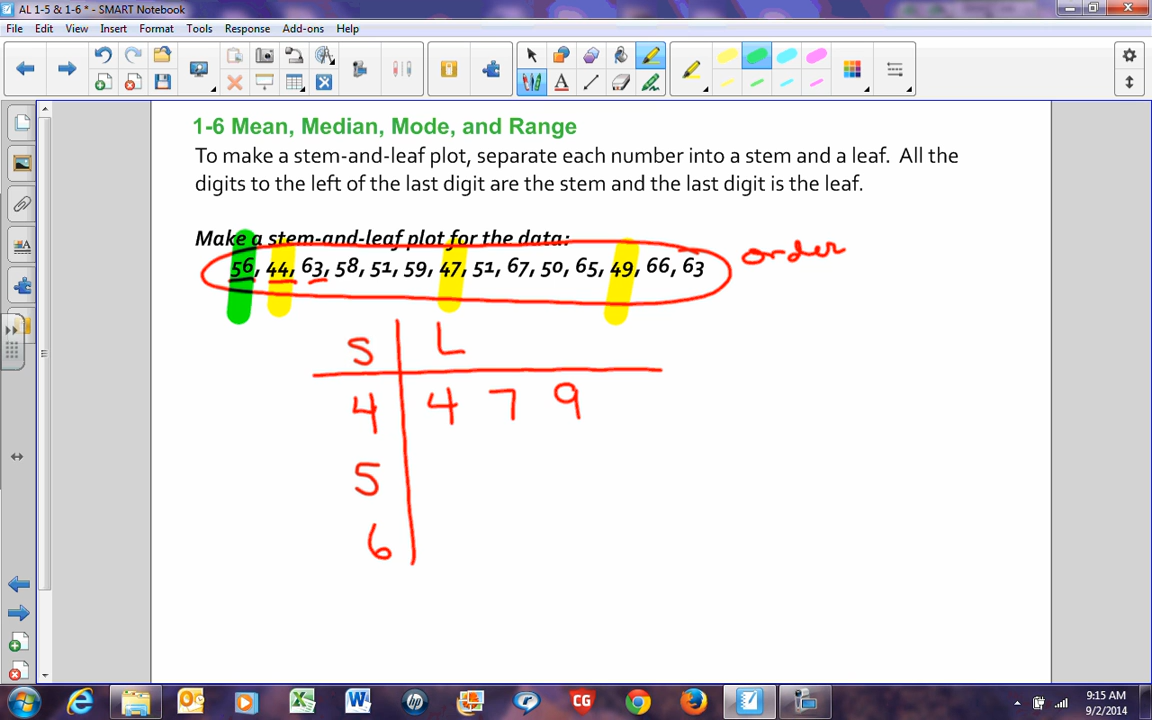 AL 1-5 & 1-6 * - SMART Notebook
File Edit View Insert Format Tools Response Add-ons Help
1-6 Mean, Median, Mode, and Range
To make a stem-and-leaf plot, separate each number into a stem and a leaf. All the
digits to the left of the last digit are the stem and the last digit is the leaf.
Make a stem-and-leaf plot for the data:
56, 44, 63, 58, 51, 59, 47, 51, 67, 50, 65, 49, 66, 63 order
S L
4 4 7 9
5
6
CG
9:15 AM
9/2/2014